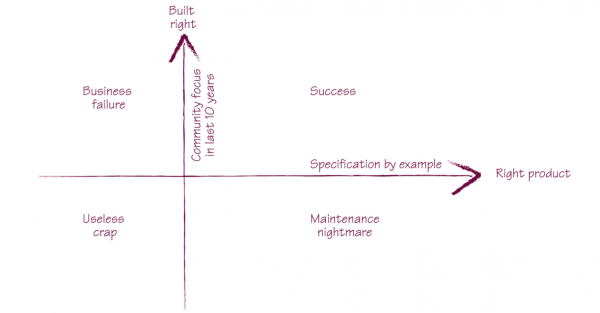 Built
right
Business
failure
Community focus
in last 10 years
Success
Specification by example
Right product
Useless
crap
Maintenance
nightmare